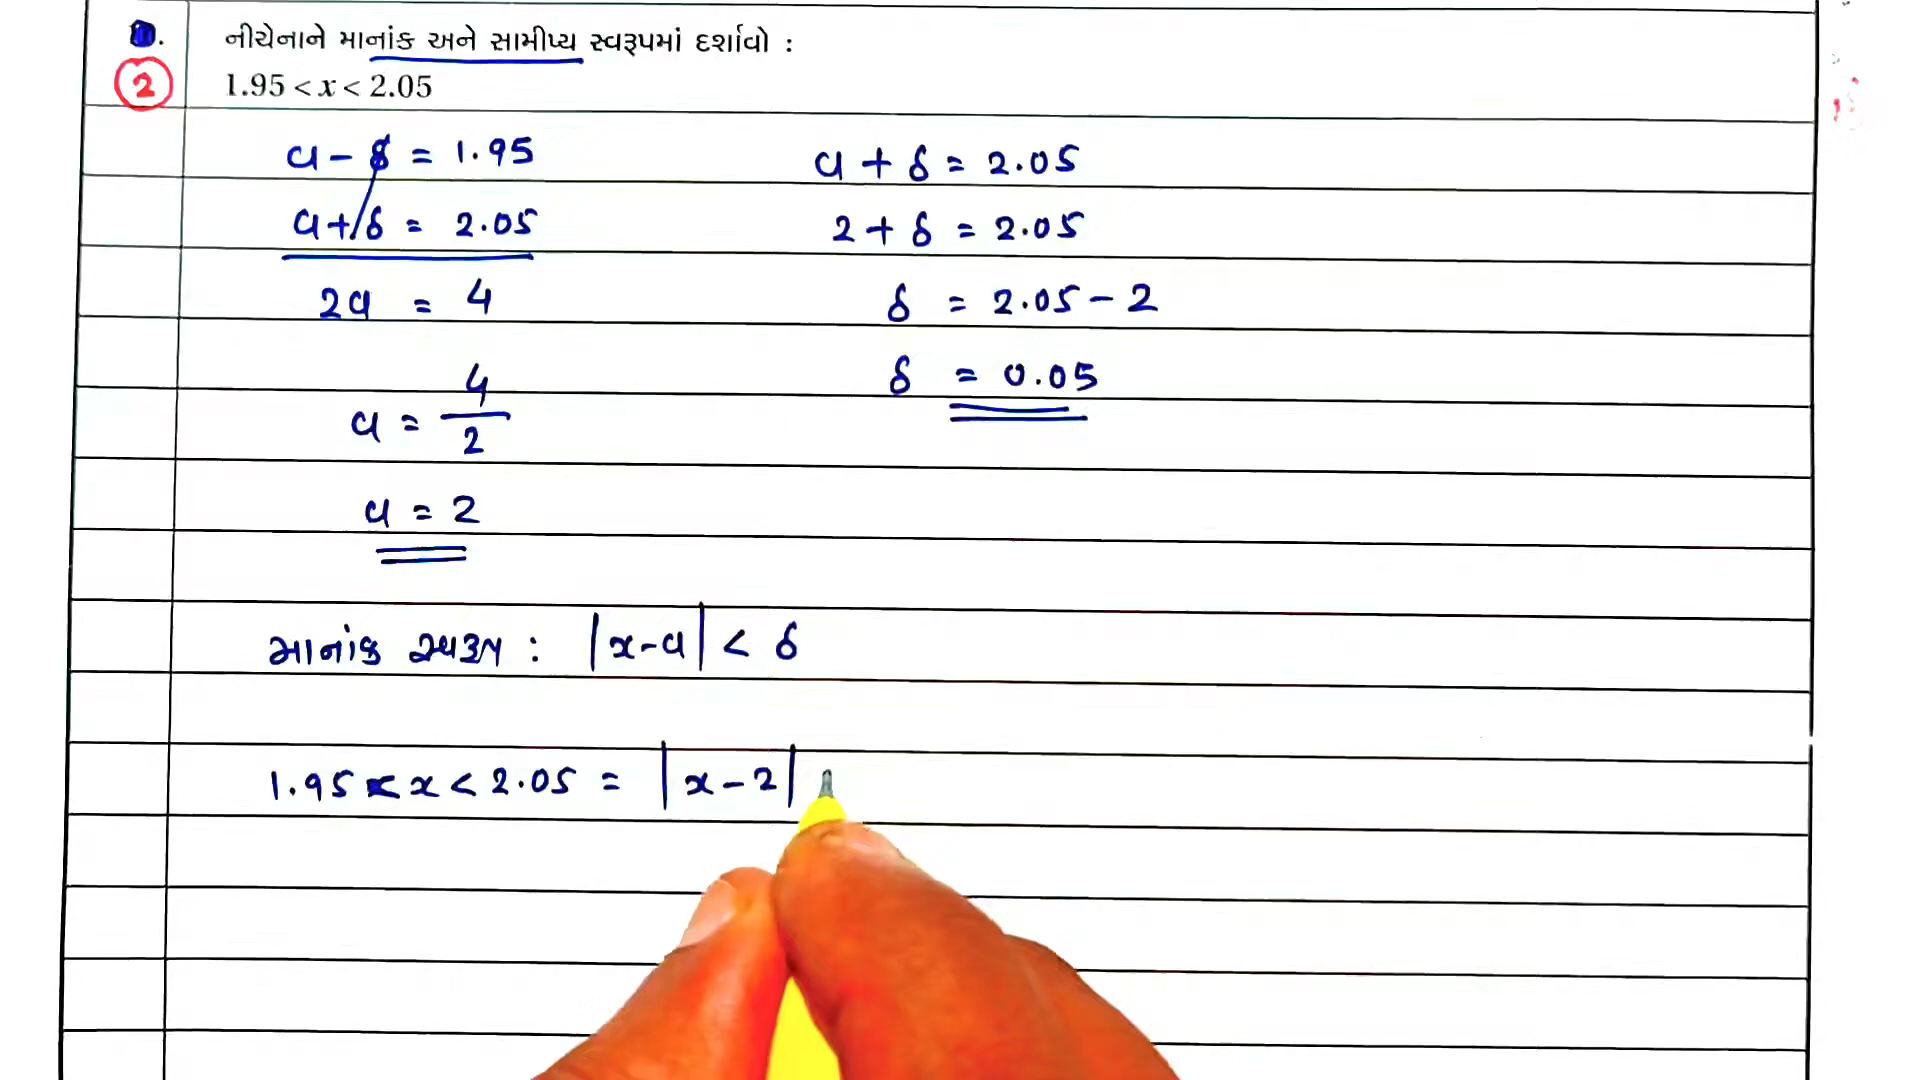 નીચેનાને માનાંક અને સામીપ્ય સ્વરૂપમાં દર્શાવો :
2
1.95 < x < 2.05
a - δ = 1.95
a + δ = 2.05
2a = 4
a = 4/2
a = 2
a + δ = 2.05
2 + δ = 2.05
δ = 2.05 - 2
δ = 0.05
માનાંક સ્વરૂપ : |x-a| < δ
1.95 < x < 2.05 = |x-2|